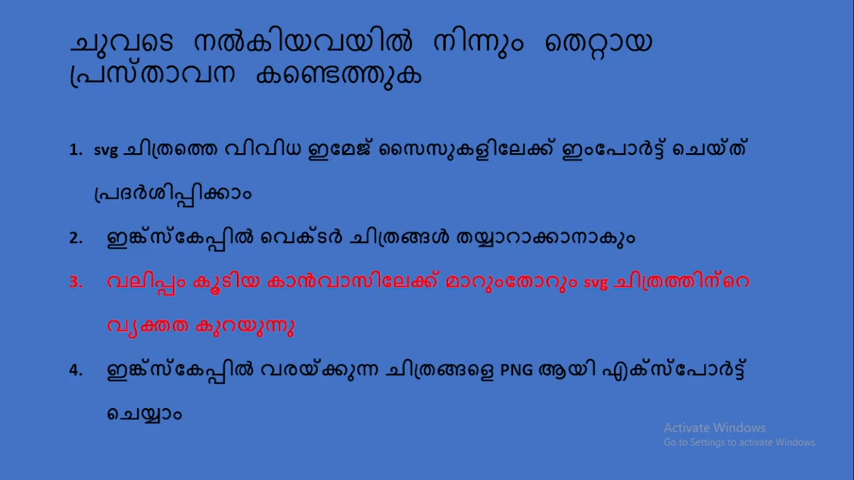 ചുവടെ നൽകിയവയിൽ നിന്നും തെറ്റായ
പ്രസ്താവന കണ്ടെത്തുക
1. svg ചിത്രത്തെ വിവിധ ഇമേജ് സൈസുകളിലേക്ക് ഇംപോർട്ട് ചെയ്ത്
പ്രദർശിപ്പിക്കാം
2. ഇങ്ക്സ്കേപ്പിൽ വെക്ടർ ചിത്രങ്ങൾ തയ്യാറാക്കാനാകും
3. വലിപ്പം കൂടിയ കാൻവാസിലേക്ക് മാറുംതോറും svg ചിത്രത്തിന്റെ
വ്യക്തത കുറയുന്നു
4. ഇങ്ക്സ്കേപ്പിൽ വരയ്ക്കുന്ന ചിത്രങ്ങളെ PNG ആയി എക്സ്പോർട്ട്
ചെയ്യാം
Activate Windows
Go to Settings to activate Windows.